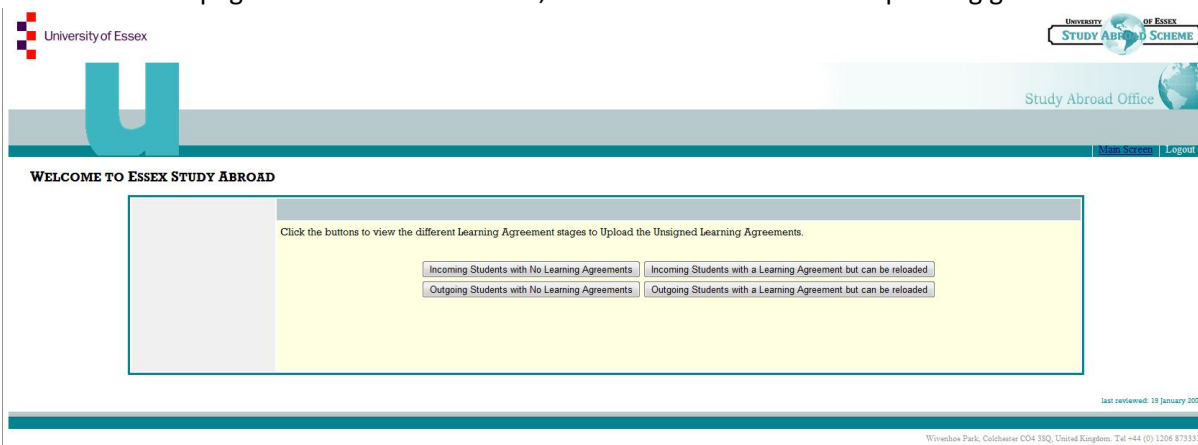 University of Essex
UNIVERSITY OF ESSEX
STUDY ABROAD SCHEME
Study Abroad Office
Main Screen | Logout
WELCOME TO ESSEX STUDY ABROAD
Click the buttons to view the different Learning Agreement stages to Upload the Unsigned Learning Agreements.
Incoming Students with No Learning Agreements Incoming Students with a Learning Agreement but can be reloaded
Outgoing Students with No Learning Agreements Outgoing Students with a Learning Agreement but can be reloaded
last reviewed: 19 January 200
Wivenhoe Park, Colchester CO4 3SQ, United Kingdom. Tel +44 (0) 1206 87333